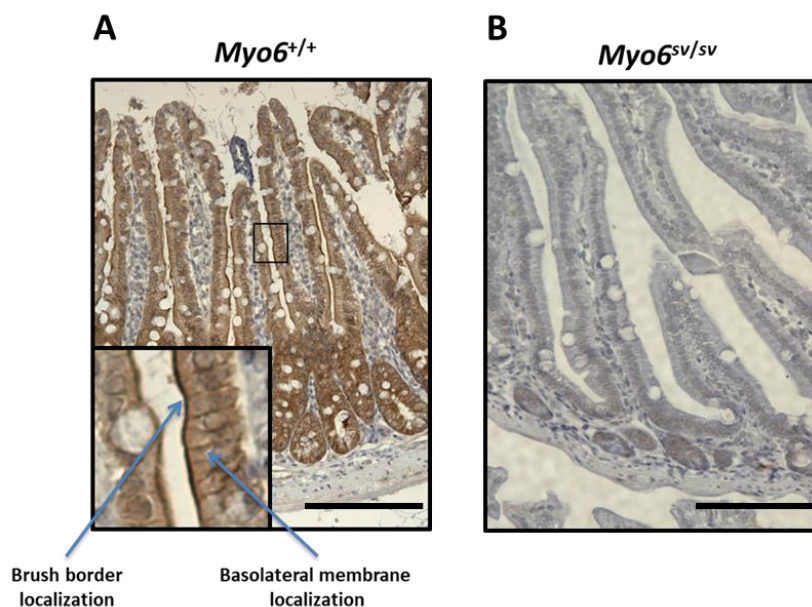 A
Myo6+/+
B
Myo6sv/sv
Brush border
localization
Basolateral membrane
localization